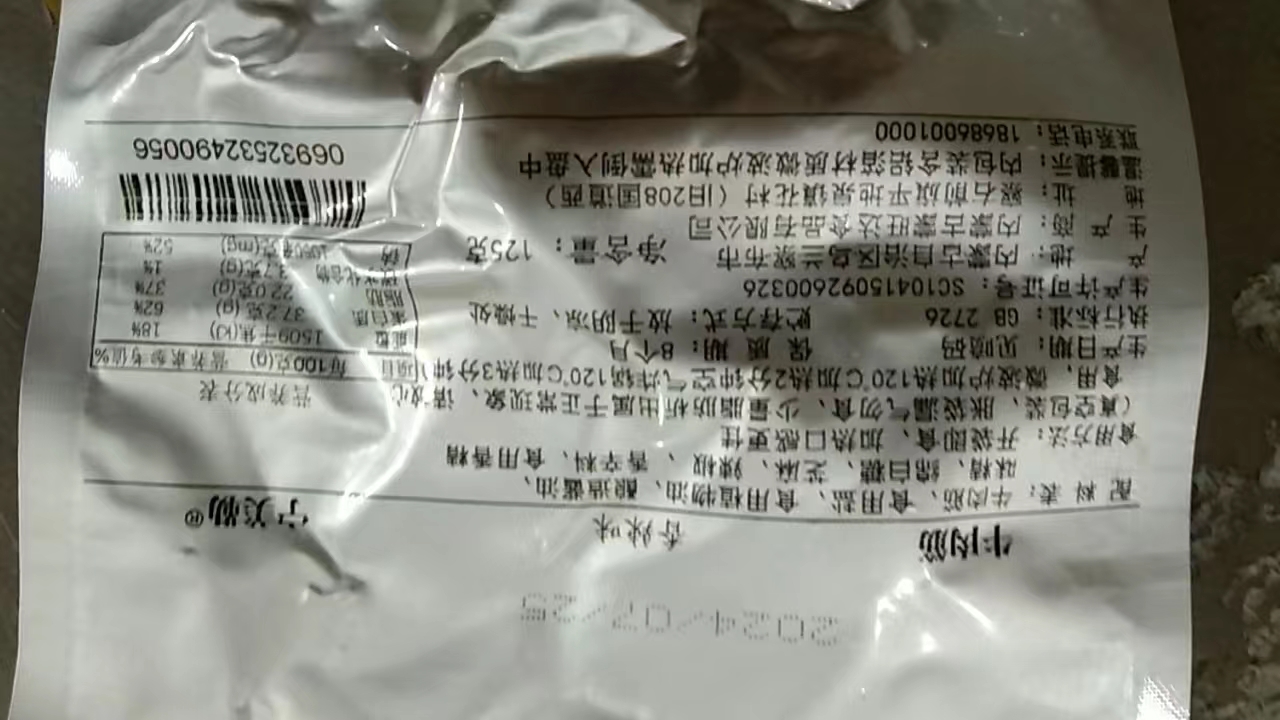 2024/07/25
牛肉筋 香辣味
配 料 表：牛肉筋、食用盐、食用植物油、酿造酱油、
味精、绵白糖、芝麻、辣椒、香辛料、食用香精
食用方法：开袋即食、加热口感更佳
（真空包装、胀袋漏气勿食、少量脂肪析出属于正常现象、请放心
食用、微波炉加热120℃加热2分钟空气炸锅120℃加热3分钟）
生产日期：见喷码 保 质 期：8个月
执行标准：GB 2726 贮存方式：放于阴凉、干燥处
生产许可证号：SC10415092600326
产 地：内蒙古自治区乌兰察布市 净含量：125克
生 产 商：内蒙古蒙旺达食品有限公司
地 址：察右前旗平地泉镇花村（旧208国道西）
温馨提示：内包装含铝箔材质微波炉加热需倒入盘中
联系电话：18686001000
营养成分表
项目 每100克(g) 营养素参考值%
能量 1509千焦(kJ) 18%
蛋白质 37.2克(g) 62%
脂肪 22.0克(g) 37%
碳水化合物 3.7克(g) 1%
钠 毫克(mg) 52%
06932532490056